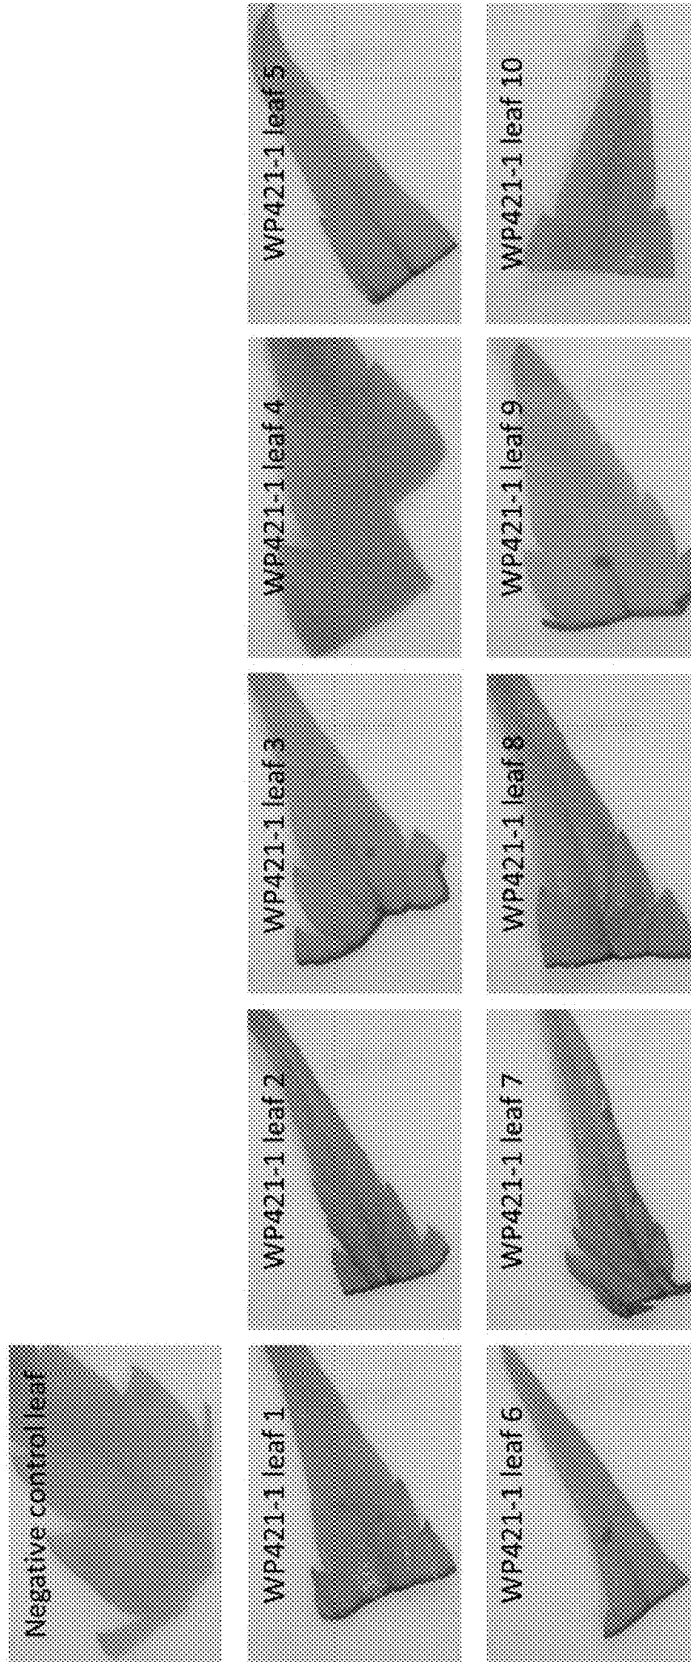 Negative control leaf
WP421-1 leaf 1
WP421-1 leaf 2
WP421-1 leaf 3
WP421-1 leaf 4
WP421-1 leaf 5
WP421-1 leaf 6
WP421-1 leaf 7
WP421-1 leaf 8
WP421-1 leaf 9
WP421-1 leaf 10